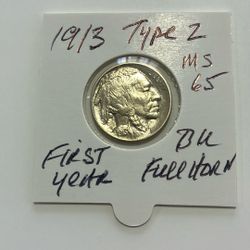 1913 Type 2
MS
65
FIRST
YEAR
BU
FULL HORN